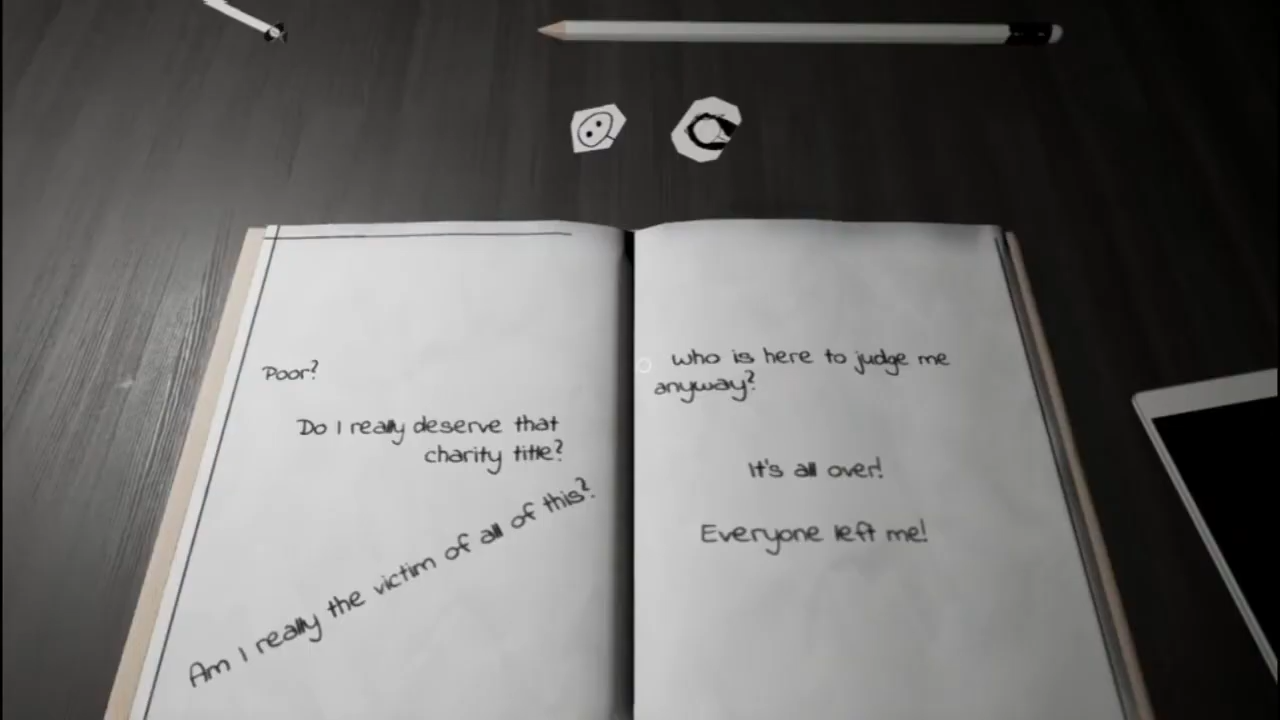 Poor?
Do I really deserve that
charity title?
Am I really the victim of all of this?
who is here to judge me
anyway?
It's all over!
Everyone left me!